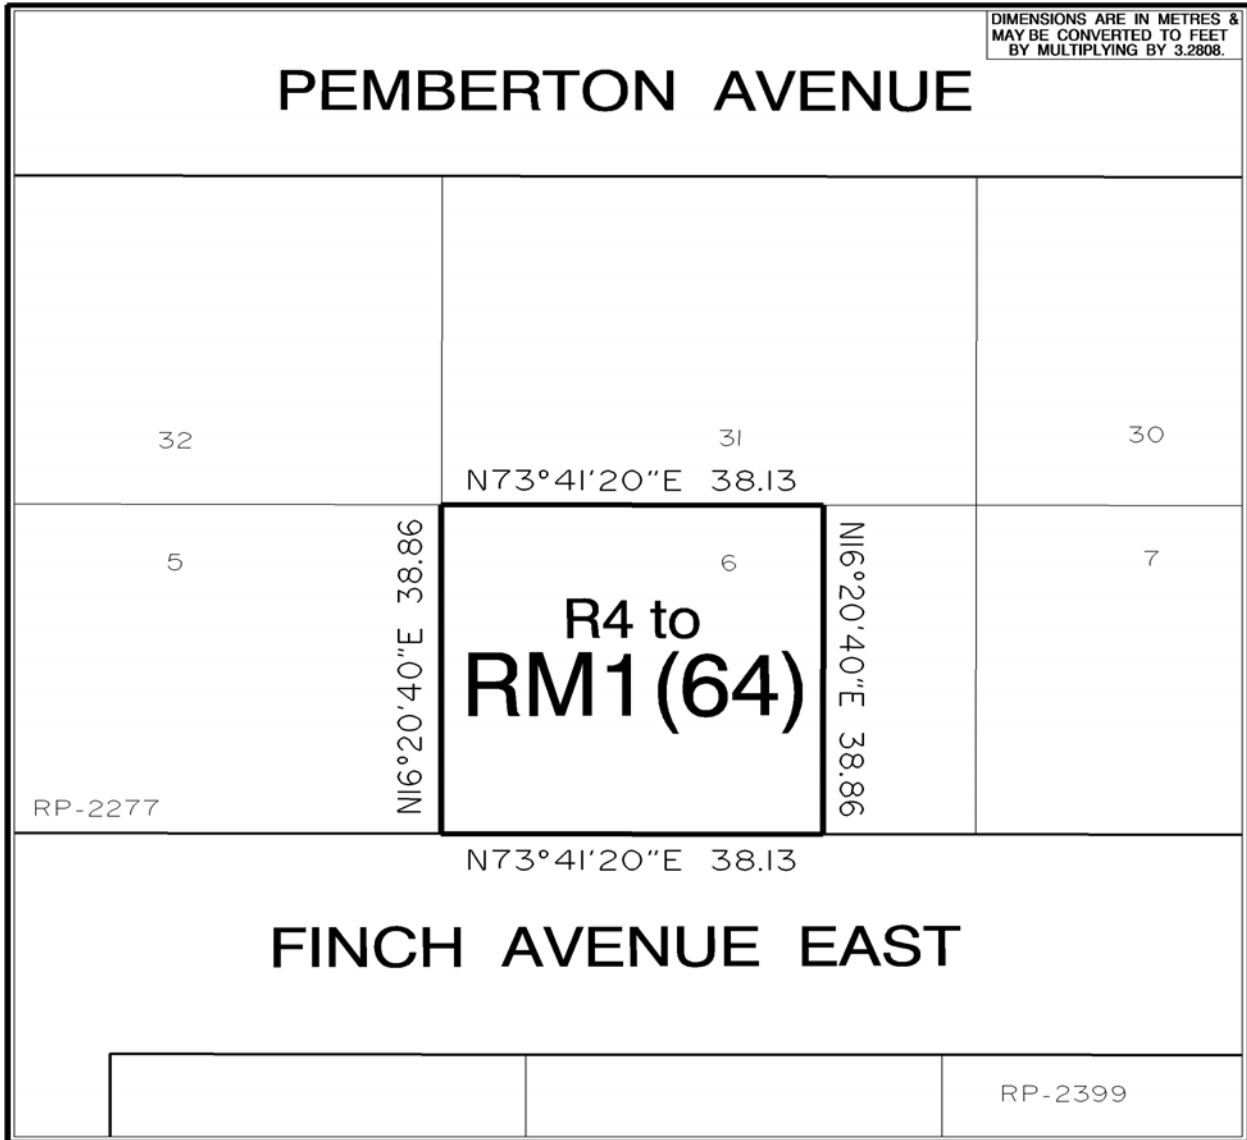 DIMENSIONS ARE IN METRES &
MAY BE CONVERTED TO FEET
BY MULTIPLYING BY 3.2808.
PEMBERTON AVENUE
32
31
30
N73°41'20"E 38.13
5
N16°20'40"E 38.86
6
N16°20'40"E 38.86
7
R4 to
RM1(64)
RP-2277
N73°41'20"E 38.13
FINCH AVENUE EAST
RP-2399